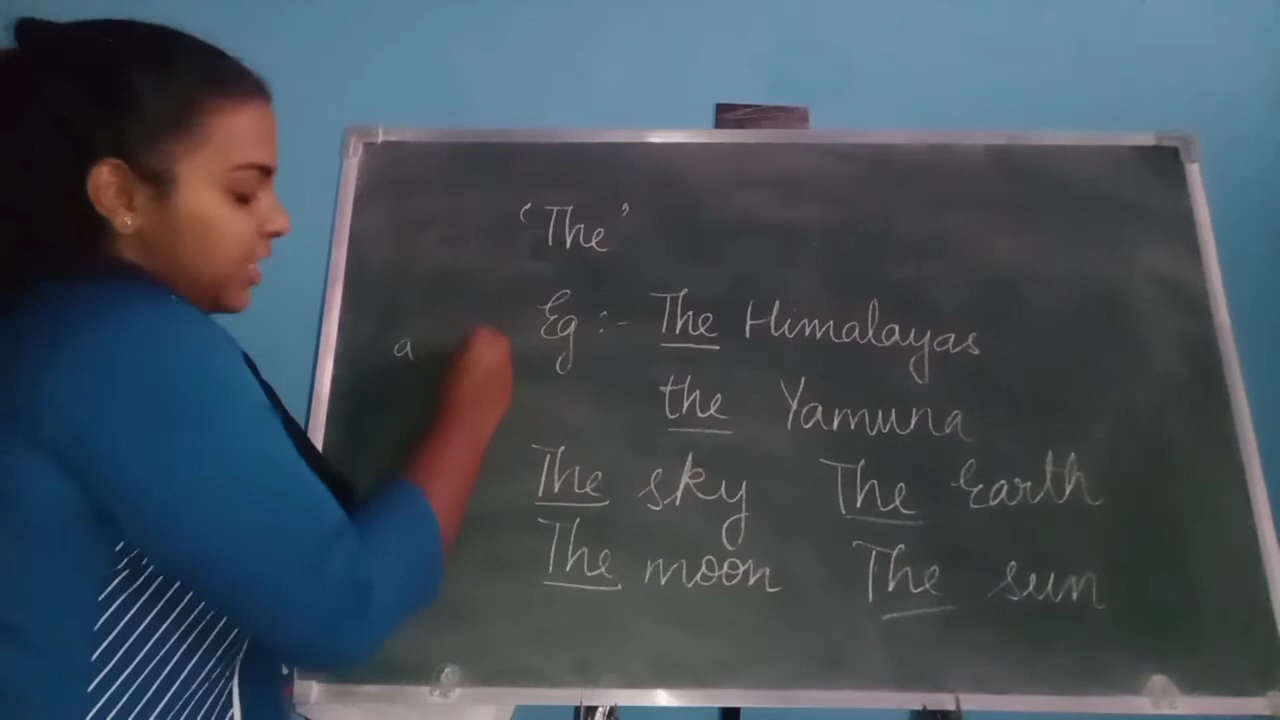 ‘The’
Eg :- The Himalayas
a
the Yamuna
The sky The Earth
The moon The sun